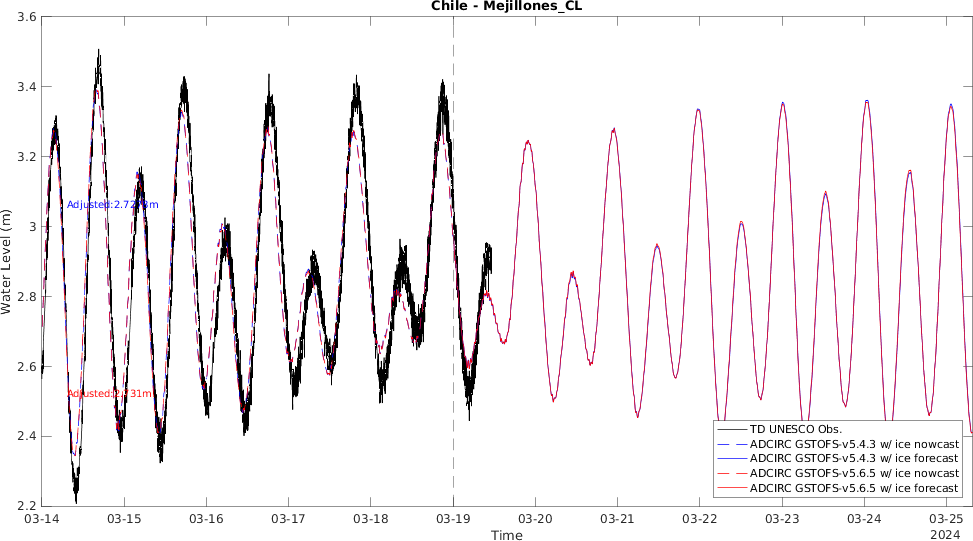 Chile - Mejillones_CL
3.6
3.4
3.2
3
2.8
2.6
2.4
2.2
Water Level (m)
Adjusted:2.731m
TD UNESCO Obs.
ADCIRC GSTOFS-v5.4.3 w/ ice nowcast
ADCIRC GSTOFS-v5.4.3 w/ ice forecast
ADCIRC GSTOFS-v5.6.5 w/ ice nowcast
ADCIRC GSTOFS-v5.6.5 w/ ice forecast
03-14 03-15 03-16 03-17 03-18 03-19 03-20 03-21 03-22 03-23 03-24 03-25
Time
2024